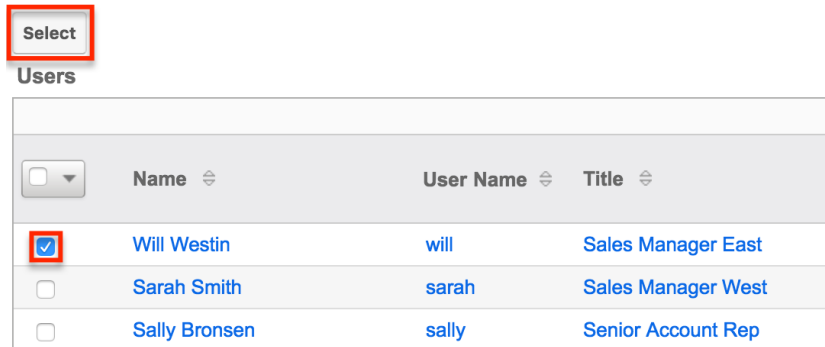 Select
Users
Name User Name Title
Will Westin will Sales Manager East
Sarah Smith sarah Sales Manager West
Sally Bronsen sally Senior Account Rep